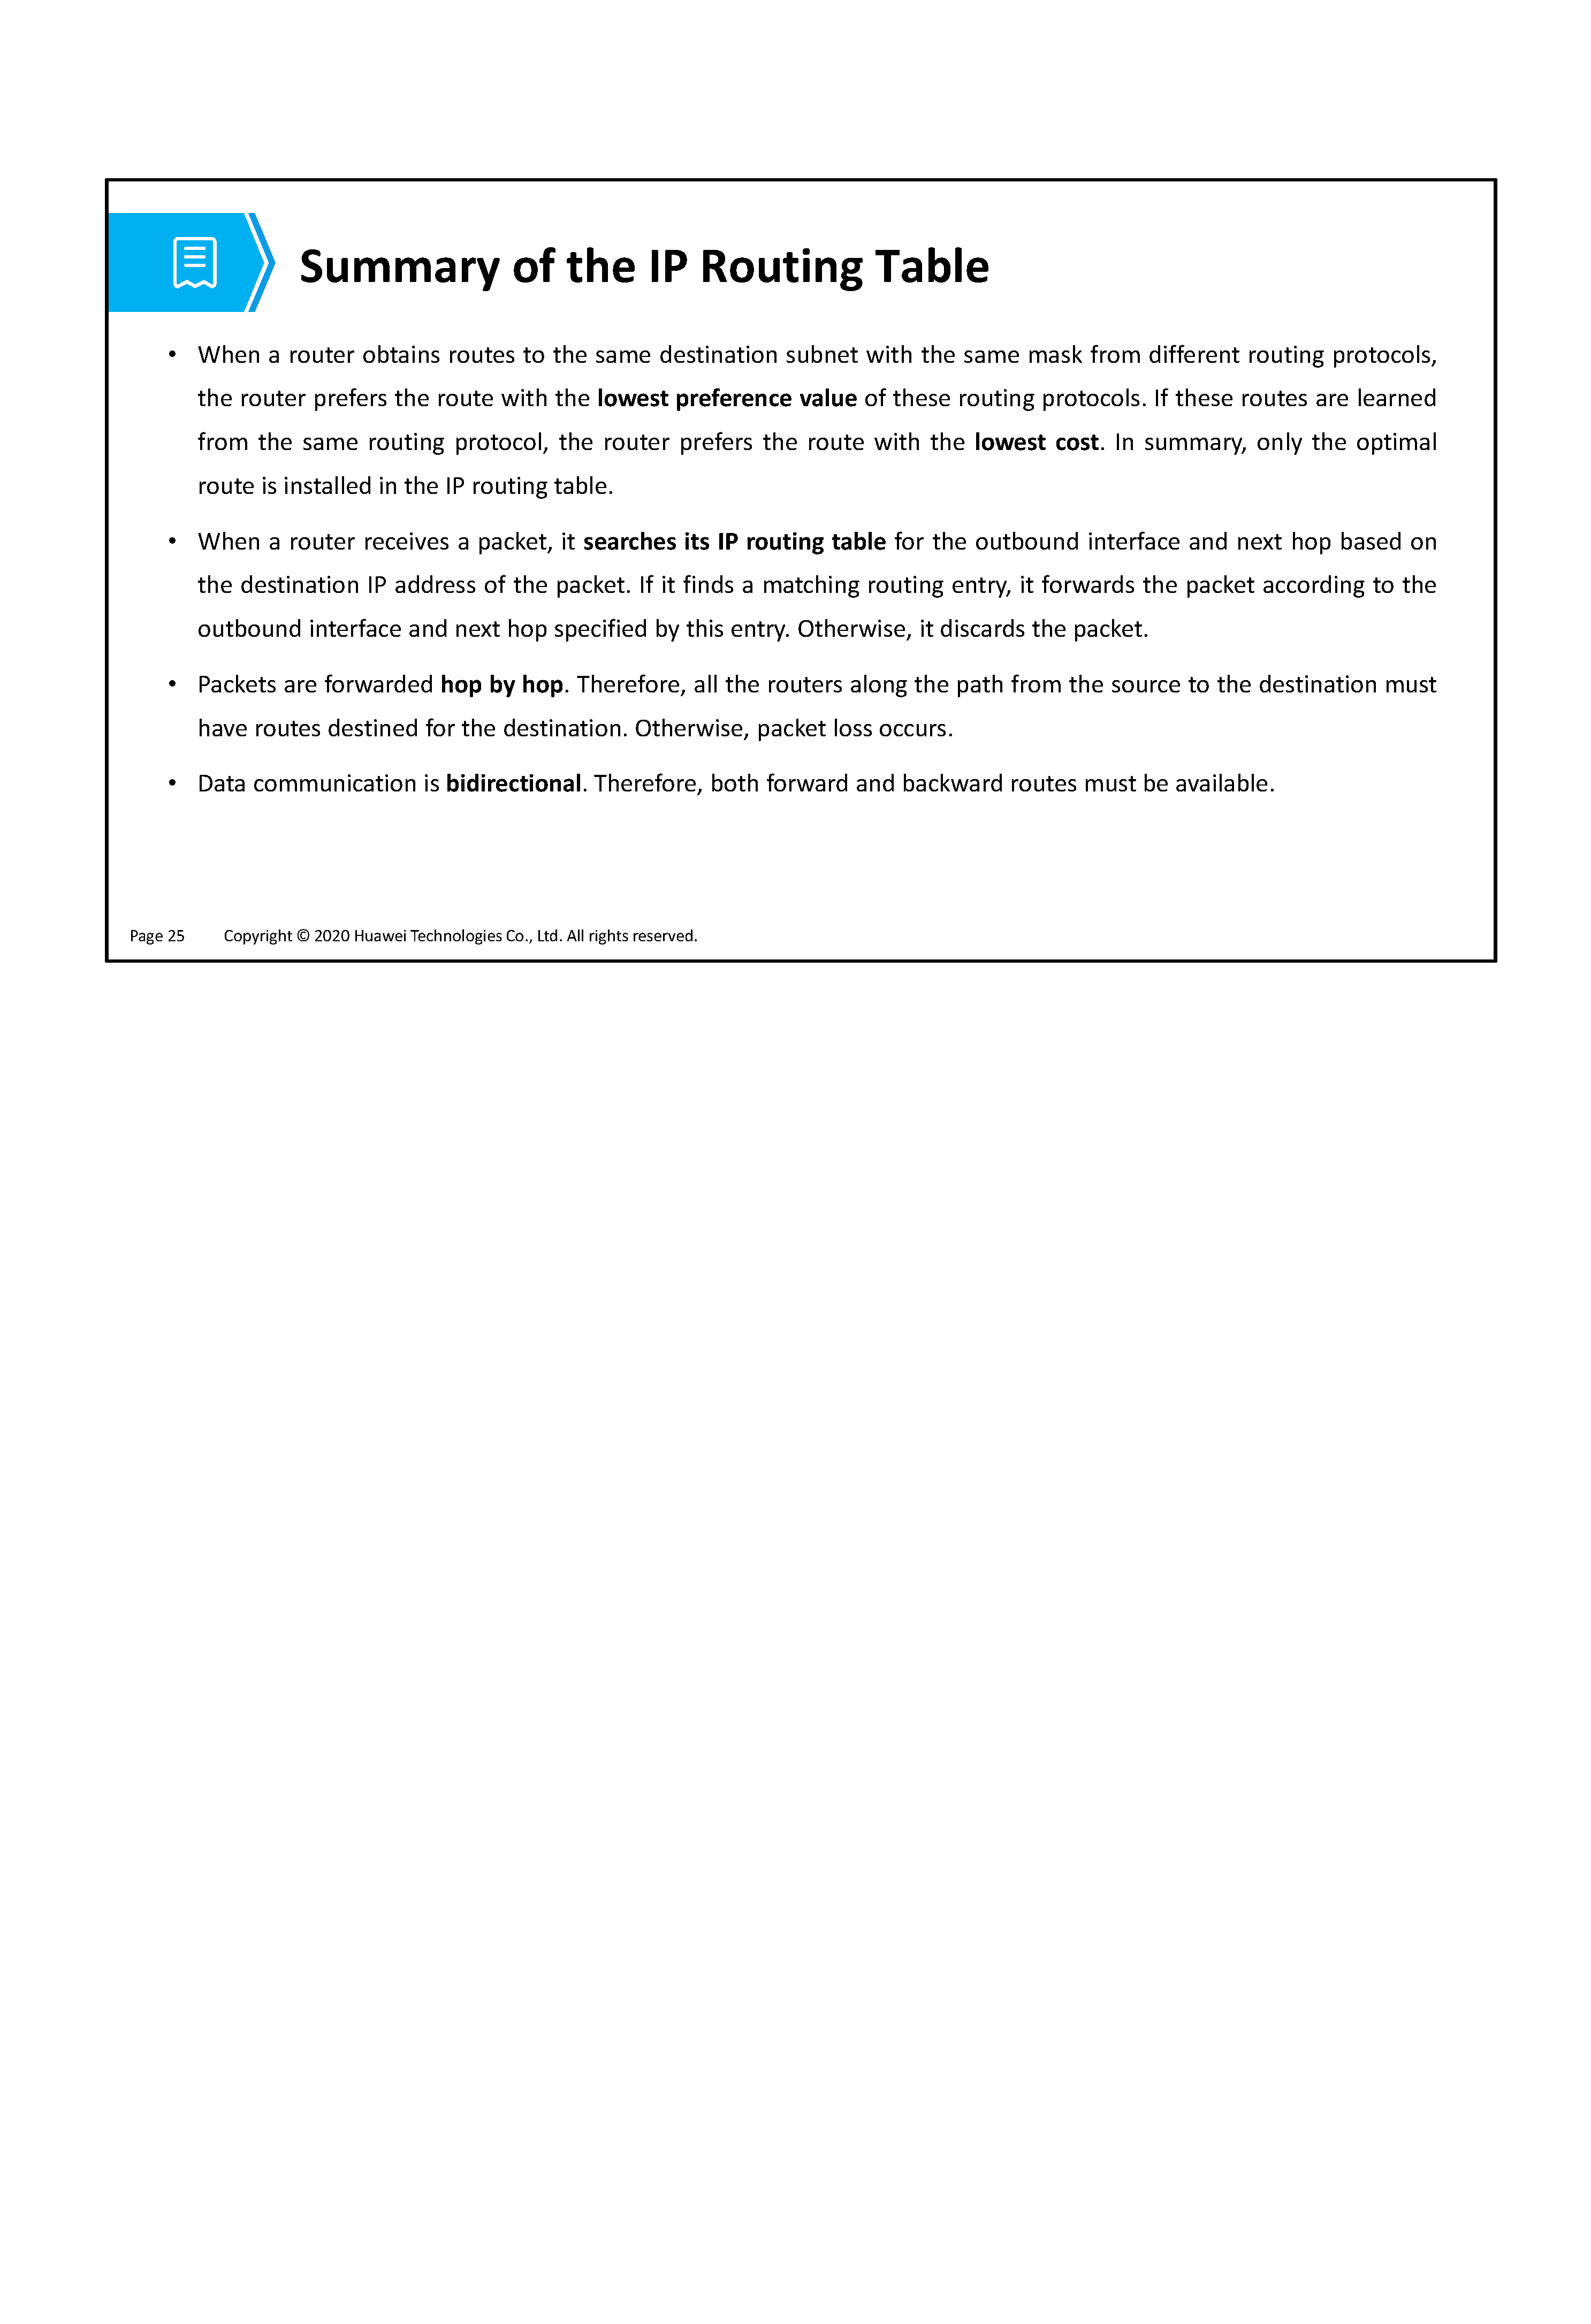 Summary of the IP Routing Table
• When a router obtains routes to the same destination subnet with the same mask from different routing protocols,
the router prefers the route with the lowest preference value of these routing protocols. If these routes are learned
from the same routing protocol, the router prefers the route with the lowest cost. In summary, only the optimal
route is installed in the IP routing table.
• When a router receives a packet, it searches its IP routing table for the outbound interface and next hop based on
the destination IP address of the packet. If it finds a matching routing entry, it forwards the packet according to the
outbound interface and next hop specified by this entry. Otherwise, it discards the packet.
• Packets are forwarded hop by hop. Therefore, all the routers along the path from the source to the destination must
have routes destined for the destination. Otherwise, packet loss occurs.
• Data communication is bidirectional. Therefore, both forward and backward routes must be available.
Page 25 Copyright © 2020 Huawei Technologies Co., Ltd. All rights reserved.